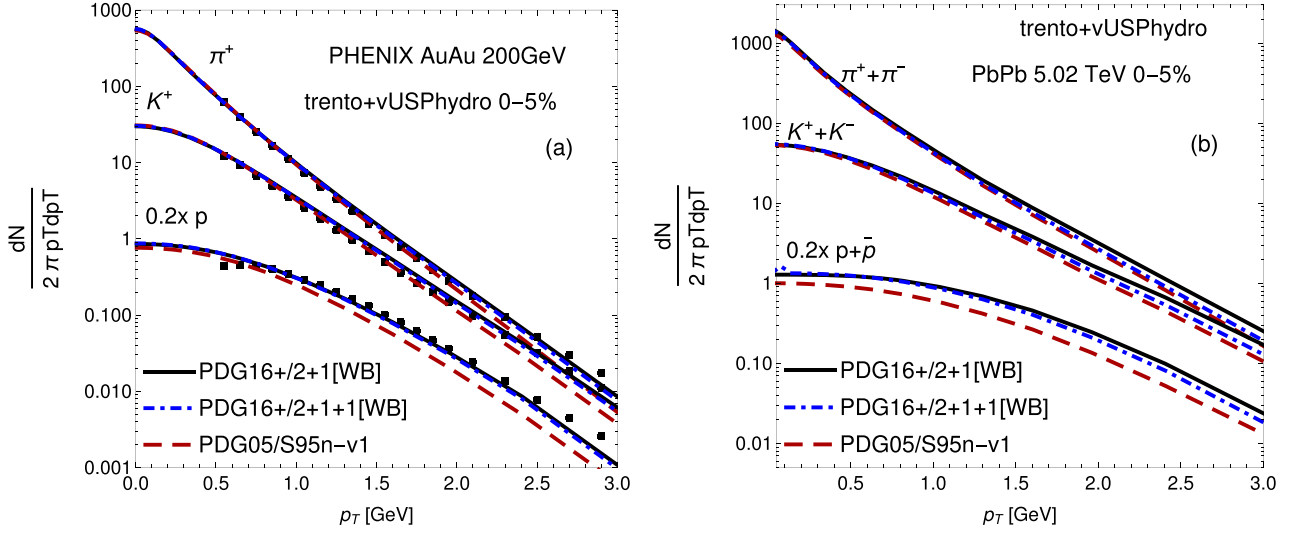 1000
100
10
1
0.100
0.010
0.001
dN
2 π pTdpT
π+
K+
0.2x p
PHENIX AuAu 200GeV
trento+vUSPhydro 0−5%
(a)
PDG16+/2+1[WB]
PDG16+/2+1+1[WB]
PDG05/S95n−v1
0.0 0.5 1.0 1.5 2.0 2.5 3.0
pT [GeV]
1000
100
10
1
0.10
0.01
dN
2 π pTdpT
trento+vUSPhydro
PbPb 5.02 TeV 0−5%
π+ + π−
K+ + K−
(b)
0.2x p+p̄
PDG16+/2+1[WB]
PDG16+/2+1+1[WB]
PDG05/S95n−v1
0.5 1.0 1.5 2.0 2.5 3.0
pT [GeV]